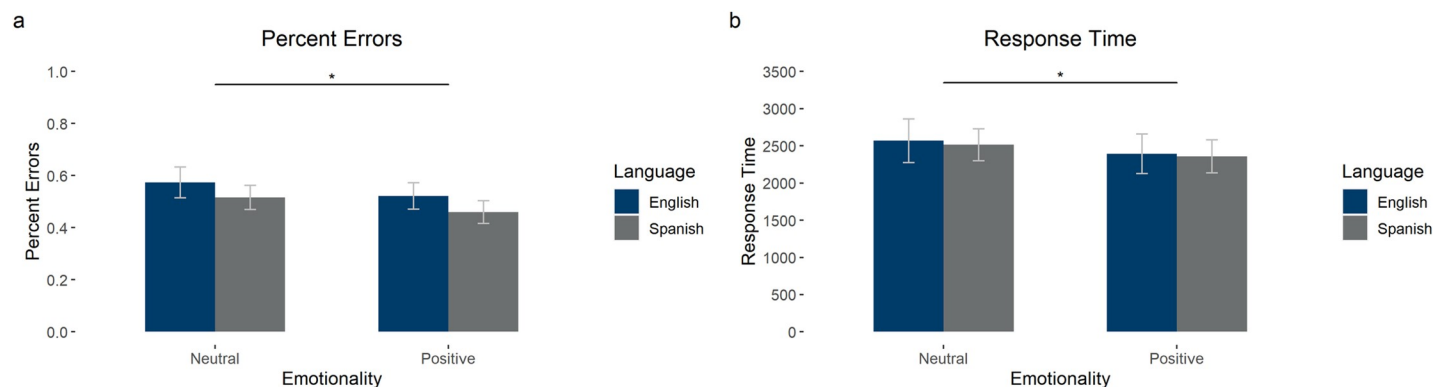 a
Percent Errors
1.0
*
0.8
0.6
0.4
0.2
0.0
Percent Errors
Neutral
Positive
Emotionality
Language
English
Spanish
b
Response Time
3500
*
3000
2500
2000
1500
1000
500
0
Response Time
Neutral
Positive
Emotionality
Language
English
Spanish